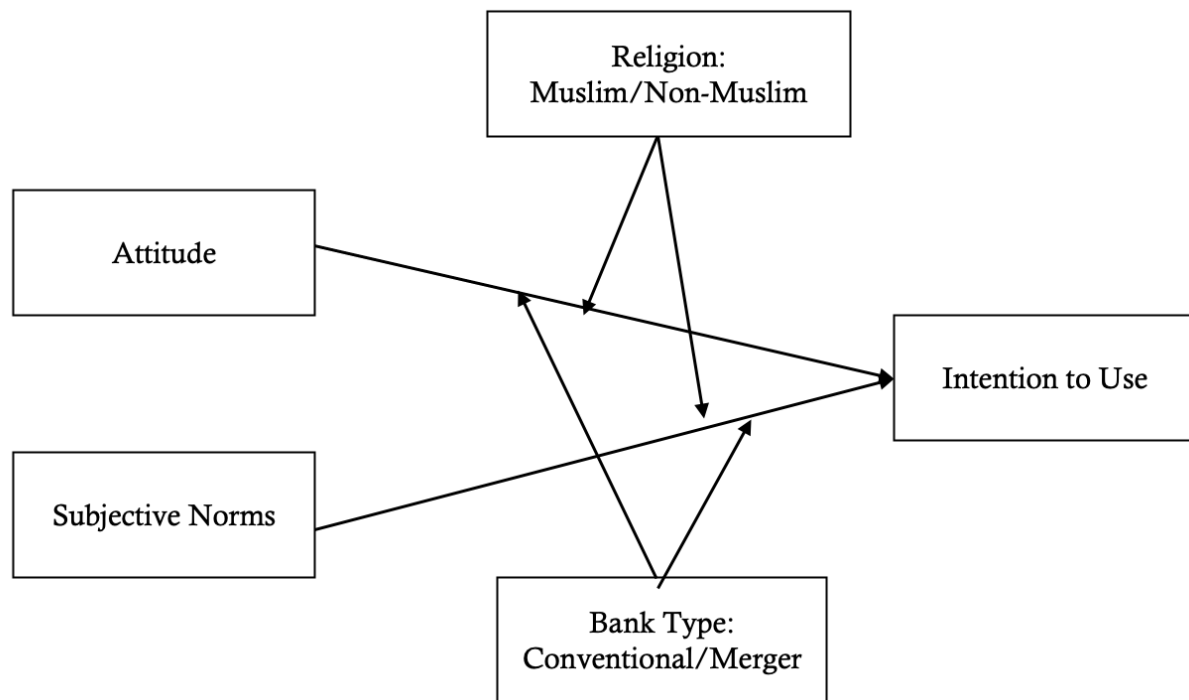 Religion:
Muslim/Non-Muslim
Attitude
Intention to Use
Subjective Norms
Bank Type:
Conventional/Merger